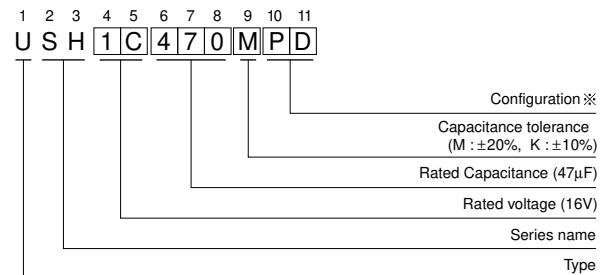 1 2 3 4 5 6 7 8 9 10 11
U S H 1 C 4 7 0 M P D
Configuration ※
Capacitance tolerance
(M : ±20%, K : ±10%)
Rated Capacitance (47µF)
Rated voltage (16V)
Series name
Type